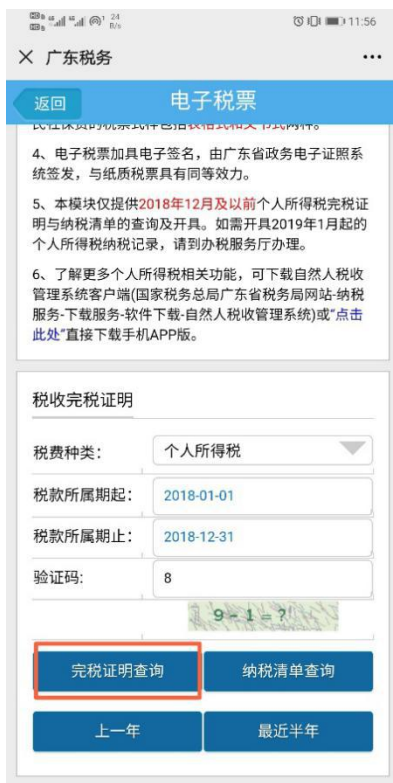 24
B/s
11:56
× 广东税务
返回
电子税票
4、电子税票加具电子签名，由广东省政务电子证照系
统签发，与纸质税票具有同等效力。
5、本模块仅提供2018年12月及以前个人所得税完税证
明与纳税清单的查询及开具。如需开具2019年1月起的
个人所得税纳税记录，请到办税服务厅办理。
6、了解更多个人所得税相关功能，可下载自然人税收
管理系统客户端(国家税务总局广东省税务局网站-纳税
服务-下载服务-软件下载-自然人税收管理系统)或“点击
此处”直接下载手机APP版。
税收完税证明
税费种类： 个人所得税
税款所属期起： 2018-01-01
税款所属期止： 2018-12-31
验证码: 8
9 - 1 = ?
完税证明查询 纳税清单查询
上一年 最近半年